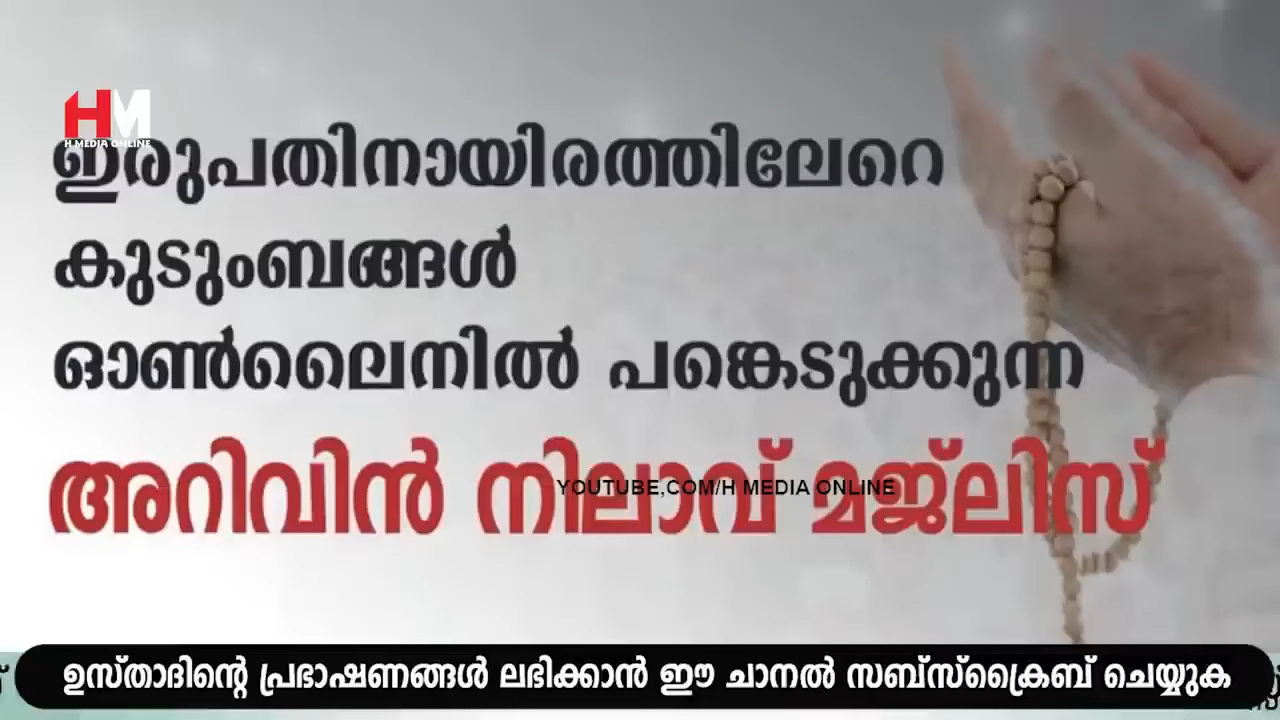 HM
H MEDIA ONLINE
ഇരുപതിനായിരത്തിലേറെ
കുടുംബങ്ങൾ
ഓൺലൈനിൽ പങ്കെടുക്കുന്ന
അറിവിൻ നിലാവ് മജ്ലിസ്
YOUTUBE,COM/H MEDIA ONLINE
ഉസ്താദിന്റെ പ്രഭാഷണങ്ങൾ ലഭിക്കാൻ ഈ ചാനൽ സബ്സ്ക്രൈബ് ചെയ്യുക